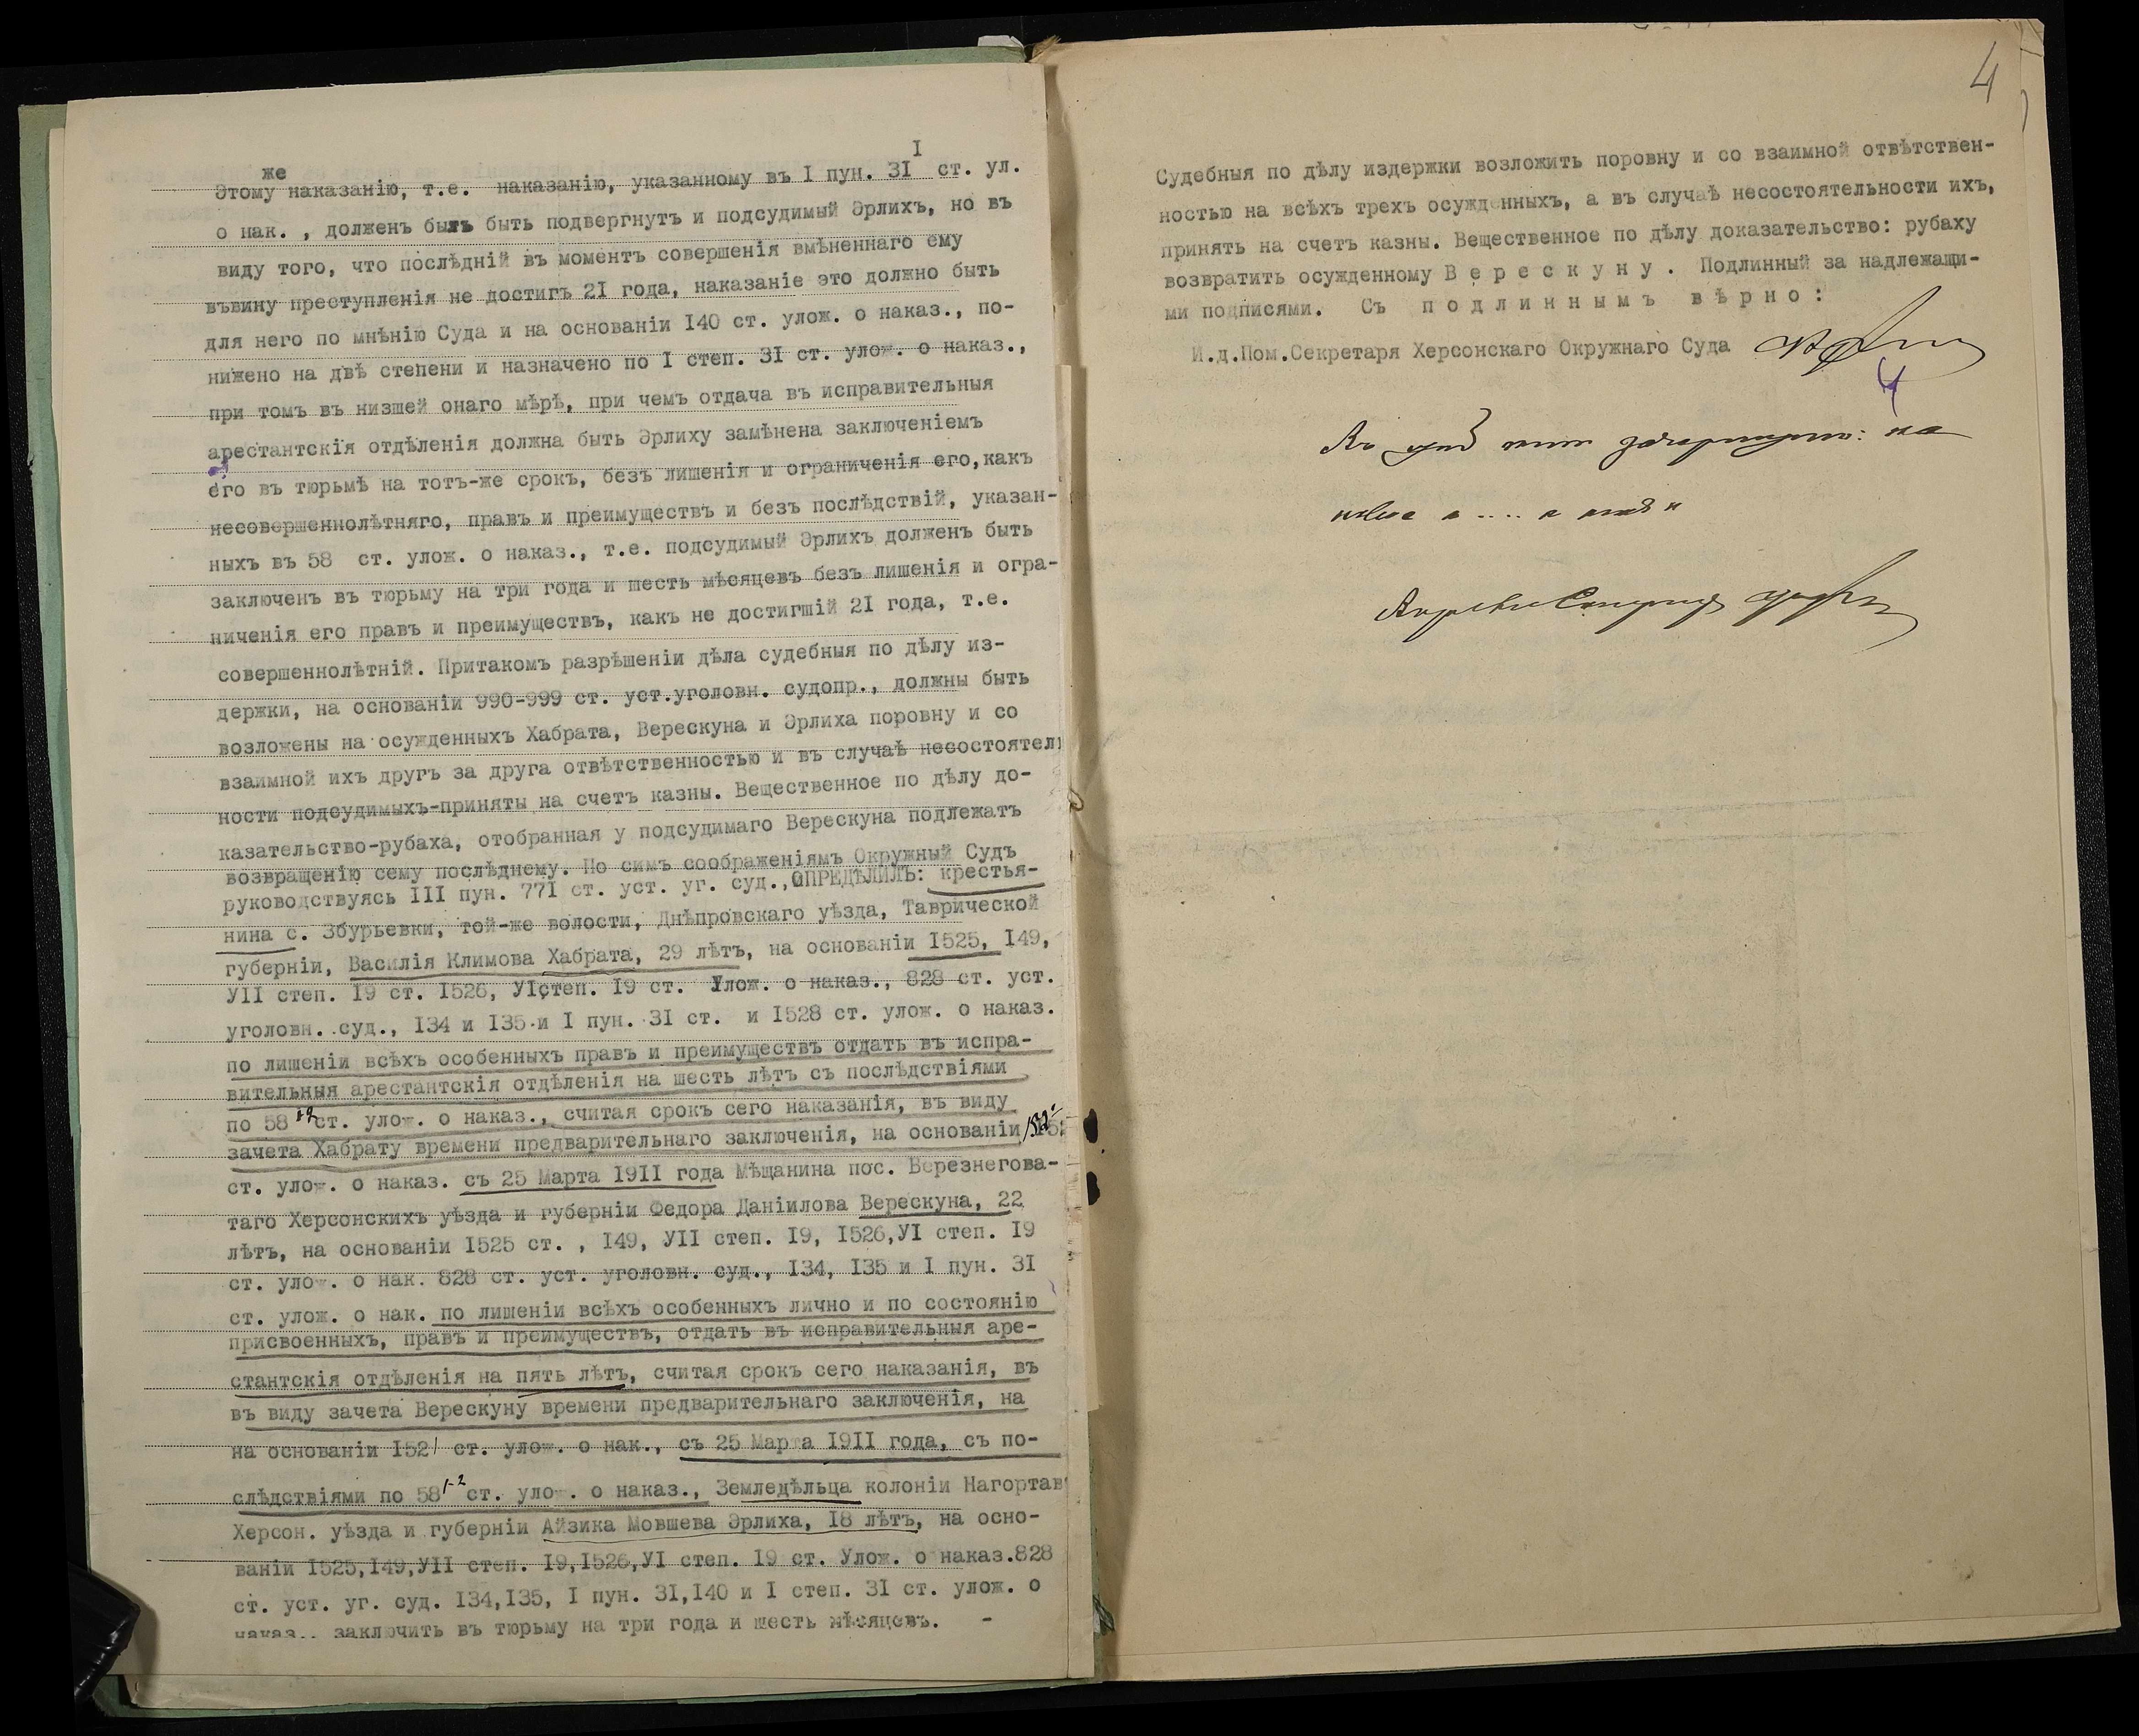 I
же
Этому наказанію, т.е. наказанію, указанному въ I пун. 31 ст. ул.
о нак. , долженъ былъ быть подвергнутъ и подсудимый Эрлихъ, но въ
виду того, что послѣдній въ моментъ совершенія вмѣненнаго ему
въвину преступленія не достигъ 21 года, наказаніе это должно быть
для него по мнѣнію Суда и на основаніи 140 ст. улож. о наказ., по-
нижено на двѣ степени и назначено по I степ. 31 ст. улож. о наказ.,
при томъ въ низшей онаго мѣрѣ, при чемъ отдача въ исправительныя
арестантскія отдѣленія должна быть Эрлиху замѣнена заключеніемъ
его въ тюрьмѣ на тотъ-же срокъ, безъ лишенія и ограниченія его,какъ
несовершеннолѣтняго, правъ и преимуществъ и безъ послѣдствій, указан-
ныхъ въ 58 ст. улож. о наказ., т.е. подсудимый Эрлихъ долженъ быть
заключенъ въ тюрьму на три года и шесть мѣсяцевъ безъ лишенія и огра-
ниченія его правъ и преимуществъ, какъ не достигшій 21 года, т.е.
совершеннолѣтній. Притакомъ разрѣшеніи дѣла судебныя по дѣлу из-
держки, на основаніи 990-999 ст. уст.уголовн. судопр., должны быть
возложены на осужденныхъ Хабрата, Верескуна и Эрлиха поровну и со
взаимной ихъ другъ за друга отвѣтственностью и въ случаѣ несостоятель
ности подсудимыхъ-приняты на счетъ казны. Вещественное по дѣлу до-
казательство-рубаха, отобранная у подсудимаго Верескуна подлежатъ
возвращенію сему послѣднему. По симъ соображеніямъ Окружный Судъ
руководствуясь III пун. 771 ст. уст. уг. суд.,ОПРЕДѢЛИЛЪ: крестья-
нина с. Збурьевки, той-же волости, Днѣпровскаго уѣзда, Таврической
губерніи, Василія Климова Хабрата, 29 лѣтъ, на основаніи 1525, 149,
УII степ. 19 ст. 1526, УIстеп. 19 ст. Улож. о наказ., 828 ст. уст.
уголовн. суд., 134 и 135 и I пун. 31 ст. и 1528 ст. улож. о наказ.
по лишеніи всѣхъ особенныхъ правъ и преимуществъ отдать въ испра-
вительныя арестантскія отдѣленія на шесть лѣтъ съ послѣдствіями
по 58 1-2 ст. улож. о наказ., считая срокъ сего наказанія, въ виду
зачета Хабрату времени предварительнаго заключенія, на основаніи 152
ст. улож. о наказ. съ 25 Марта 1911 года Мѣщанина пос. Березнегова-
таго Херсонскихъ уѣзда и губерніи Федора Даніилова Верескуна, 22
лѣтъ, на основаніи 1525 ст. , 149, УII степ. 19, 1526,УI степ. 19
ст. улож. о нак. 828 ст. уст. уголовн. суд., 134, 135 и I пун. 31
ст. улож. о нак. по лишеніи всѣхъ особенныхъ лично и по состоянію
присвоенныхъ, правъ и преимуществъ, отдать въ исправительныя аре-
стантскія отдѣленія на пять лѣтъ, считая срокъ сего наказанія, въ
въ виду зачета Верескуну времени предварительнаго заключенія, на
на основаніи 152 1 ст. улож. о нак., съ 25 Марта 1911 года, съ по-
слѣдствіями по 58 1-2 ст. улож. о наказ., Земледѣльца колоніи Нагортав
Херсон. уѣзда и губерніи Айзика Мовшева Эрлиха, 18 лѣтъ, на осно-
ваніи 1525,149,УII степ. 19,1526,УI степ. 19 ст. Улож. о наказ.828
ст. уст. уг. суд. 134,135, I пун. 31,140 и I степ. 31 ст. улож. о
наказ.. заключить въ тюрьму на три года и шесть мѣсяцевъ. -
4
Судебныя по дѣлу издержки возложить поровну и со взаимной отвѣтствен-
ностью на всѣхъ трехъ осужденныхъ, а въ случаѣ несостоятельности ихъ,
принять на счетъ казны. Вещественное по дѣлу доказательство: рубаху
возвратить осужденному Верескуну. Подлинный за надлежащи-
ми подписями. Съ подлиннымъ вѣрно:
И.д.Пом.Секретаря Херсонскаго Окружнаго Суда